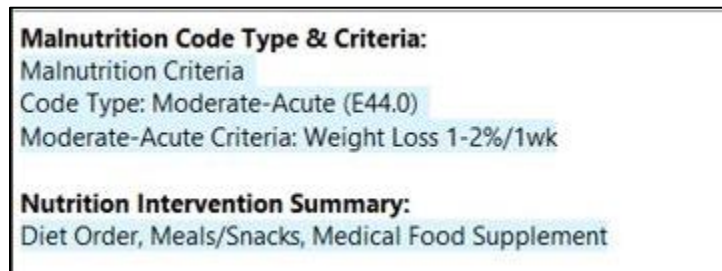 Malnutrition Code Type & Criteria:
Malnutrition Criteria
Code Type: Moderate-Acute (E44.0)
Moderate-Acute Criteria: Weight Loss 1-2%/1wk
Nutrition Intervention Summary:
Diet Order, Meals/Snacks, Medical Food Supplement